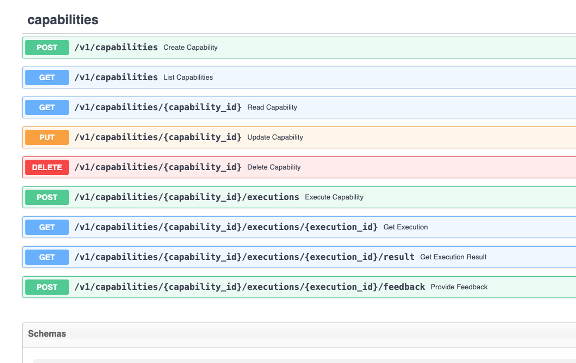 capabilities
POST /v1/capabilities Create Capability
GET /v1/capabilities List Capabilities
GET /v1/capabilities/{capability_id} Read Capability
PUT /v1/capabilities/{capability_id} Update Capability
DELETE /v1/capabilities/{capability_id} Delete Capability
POST /v1/capabilities/{capability_id}/executions Execute Capability
GET /v1/capabilities/{capability_id}/executions/{execution_id} Get Execution
GET /v1/capabilities/{capability_id}/executions/{execution_id}/result Get Execution Result
POST /v1/capabilities/{capability_id}/executions/{execution_id}/feedback Provide Feedback
Schemas